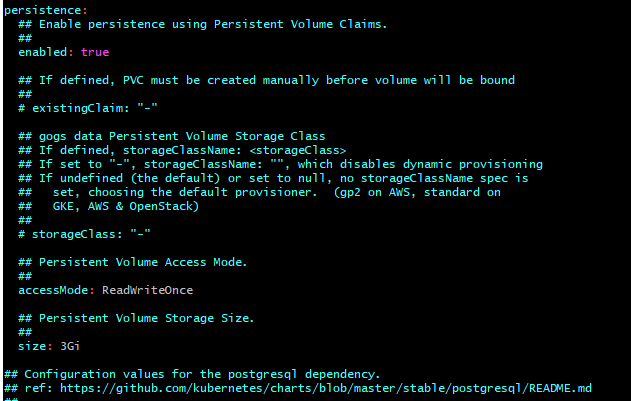 persistence:
## Enable persistence using Persistent Volume Claims.
##
enabled: true
## If defined, PVC must be created manually before volume will be bound
##
# existingClaim: "-"
## gogs data Persistent Volume Storage Class
## If defined, storageClassName: <storageClass>
## If set to "-", storageClassName: "", which disables dynamic provisioning
## If undefined (the default) or set to null, no storageClassName spec is
##   set, choosing the default provisioner.  (gp2 on AWS, standard on
##   GKE, AWS & OpenStack)
##
# storageClass: "-"
## Persistent Volume Access Mode.
##
accessMode: ReadWriteOnce
## Persistent Volume Storage Size.
##
size: 3Gi
## Configuration values for the postgresql dependency.
## ref: https://github.com/kubernetes/charts/blob/master/stable/postgresql/README.md
##